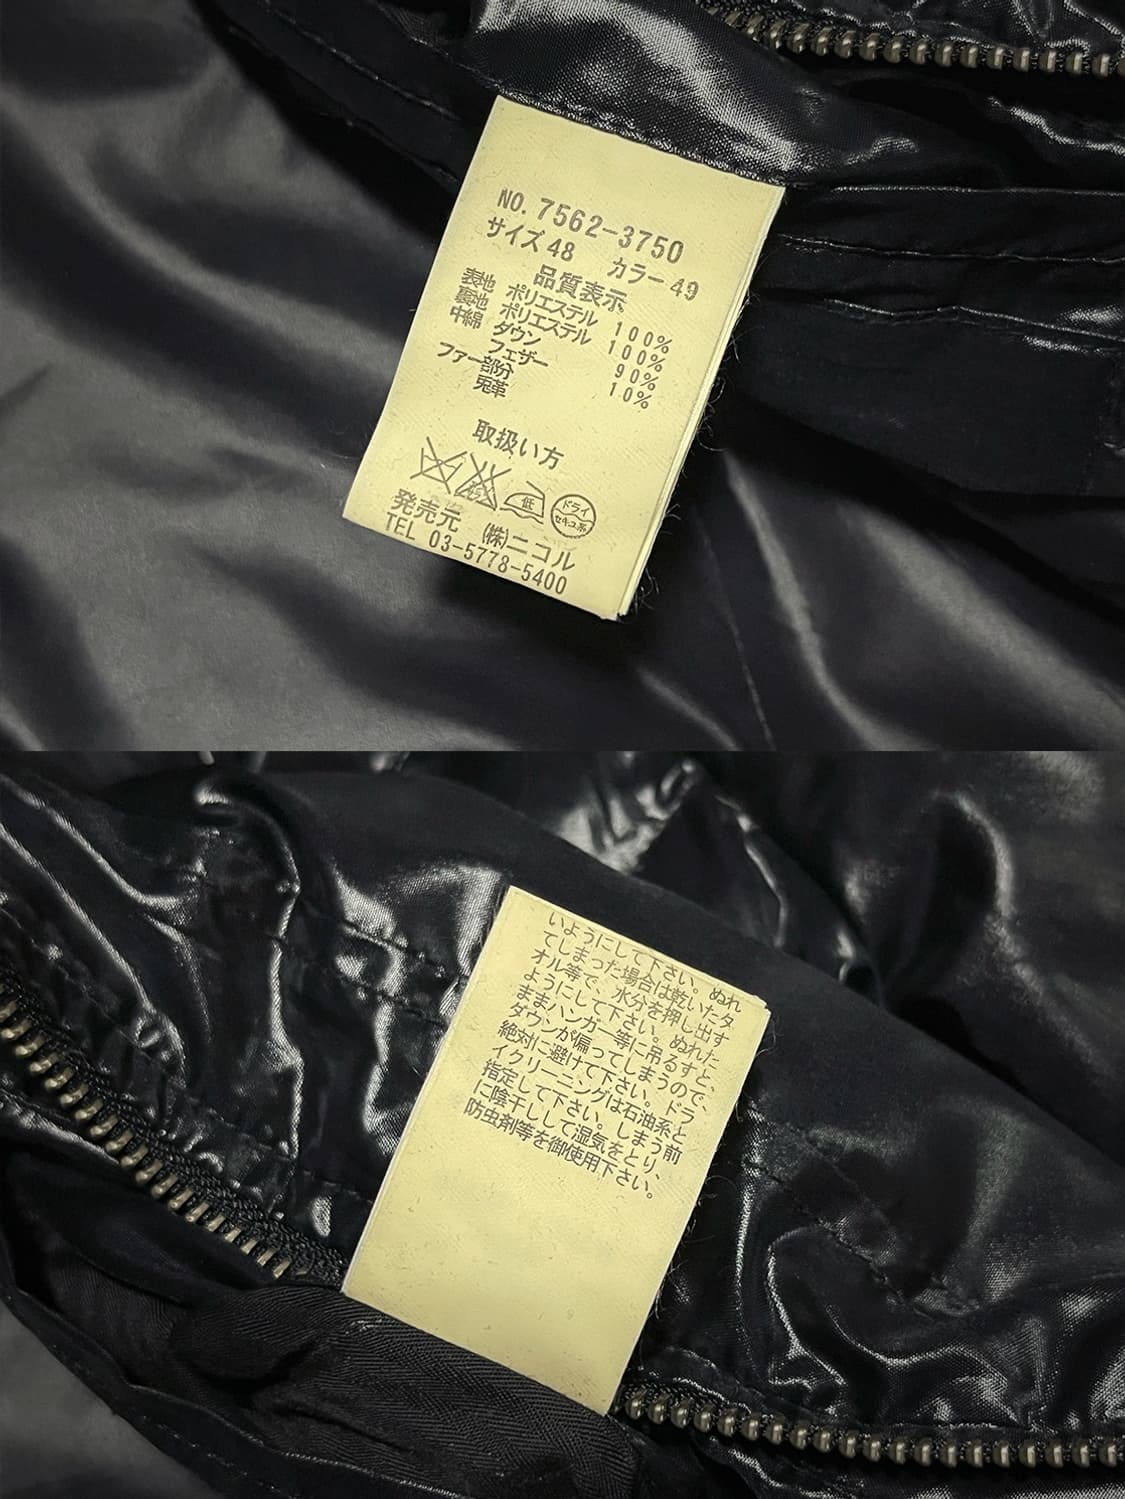 NO. 7562-3750
サイズ 48 カラー 49
品質表示
表地 ポリエステル 100%
裏地 ポリエステル 100%
中綿 ダウン 90%
フェザー 10%
ファー部分
兎革
取扱い方
低
ドライ
セキユ系
発売元 (株)ニコル
TEL 03-5778-5400
いようにして下さい。ぬれ
てしまった場合は乾いたタ
オル等で、水分を押し出す
ようにして下さい。ぬれた
ままハンガー等に吊るすと、
ダウンが偏ってしまうので、
絶対に避けて下さい。ドラ
イクリーニングは石油系と
指定して下さい。しまう前
に陰干しして湿気をとり、
防虫剤等を御使用下さい。